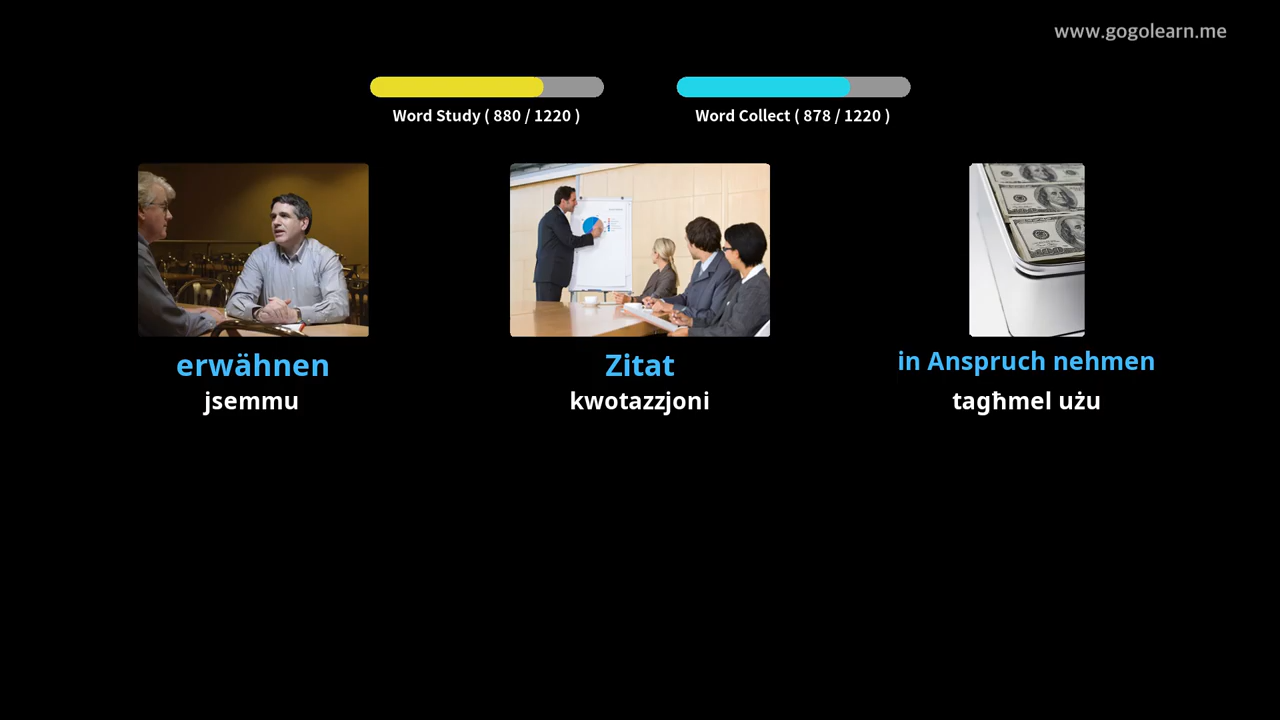 www.gogolearn.me
Word Study ( 880 / 1220 )
Word Collect ( 878 / 1220 )
erwähnen
jsemmu
Zitat
kwotazzjoni
in Anspruch nehmen
tagħmel użu